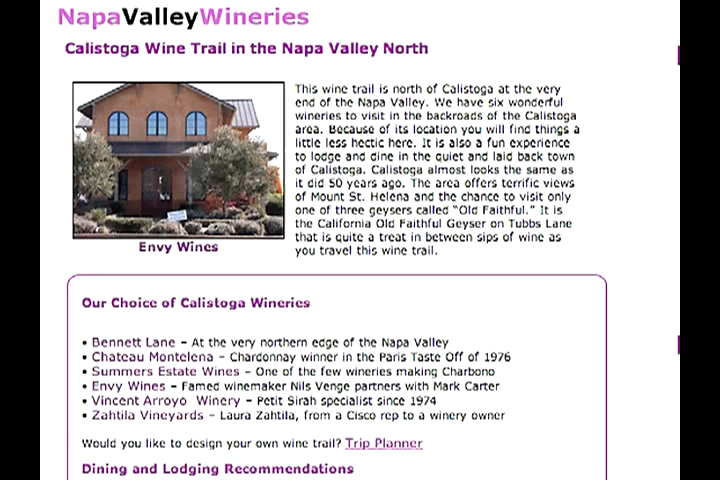 NapaValleyWineries
Calistoga Wine Trail in the Napa Valley North
This wine trail is north of Calistoga at the very
end of the Napa Valley. We have six wonderful
wineries to visit in the backroads of the Calistoga
area. Because of its location you will find things a
little less hectic here. It is also a fun experience
to lodge and dine in the quiet and laid back town
of Calistoga. Calistoga almost looks the same as
it did 50 years ago. The area offers terrific views
of Mount St. Helena and the chance to visit only
one of three geysers called "Old Faithful." It is
the California Old Faithful Geyser on Tubbs Lane
that is quite a treat in between sips of wine as
you travel this wine trail.
Envy Wines
Our Choice of Calistoga Wineries
• Bennett Lane – At the very northern edge of the Napa Valley
• Chateau Montelena – Chardonnay winner in the Paris Taste Off of 1976
• Summers Estate Wines – One of the few wineries making Charbono
• Envy Wines – Famed winemaker Nils Venge partners with Mark Carter
• Vincent Arroyo Winery – Petit Sirah specialist since 1974
• Zahtila Vineyards – Laura Zahtila, from a Cisco rep to a winery owner
Would you like to design your own wine trail? Trip Planner
Dining and Lodging Recommendations